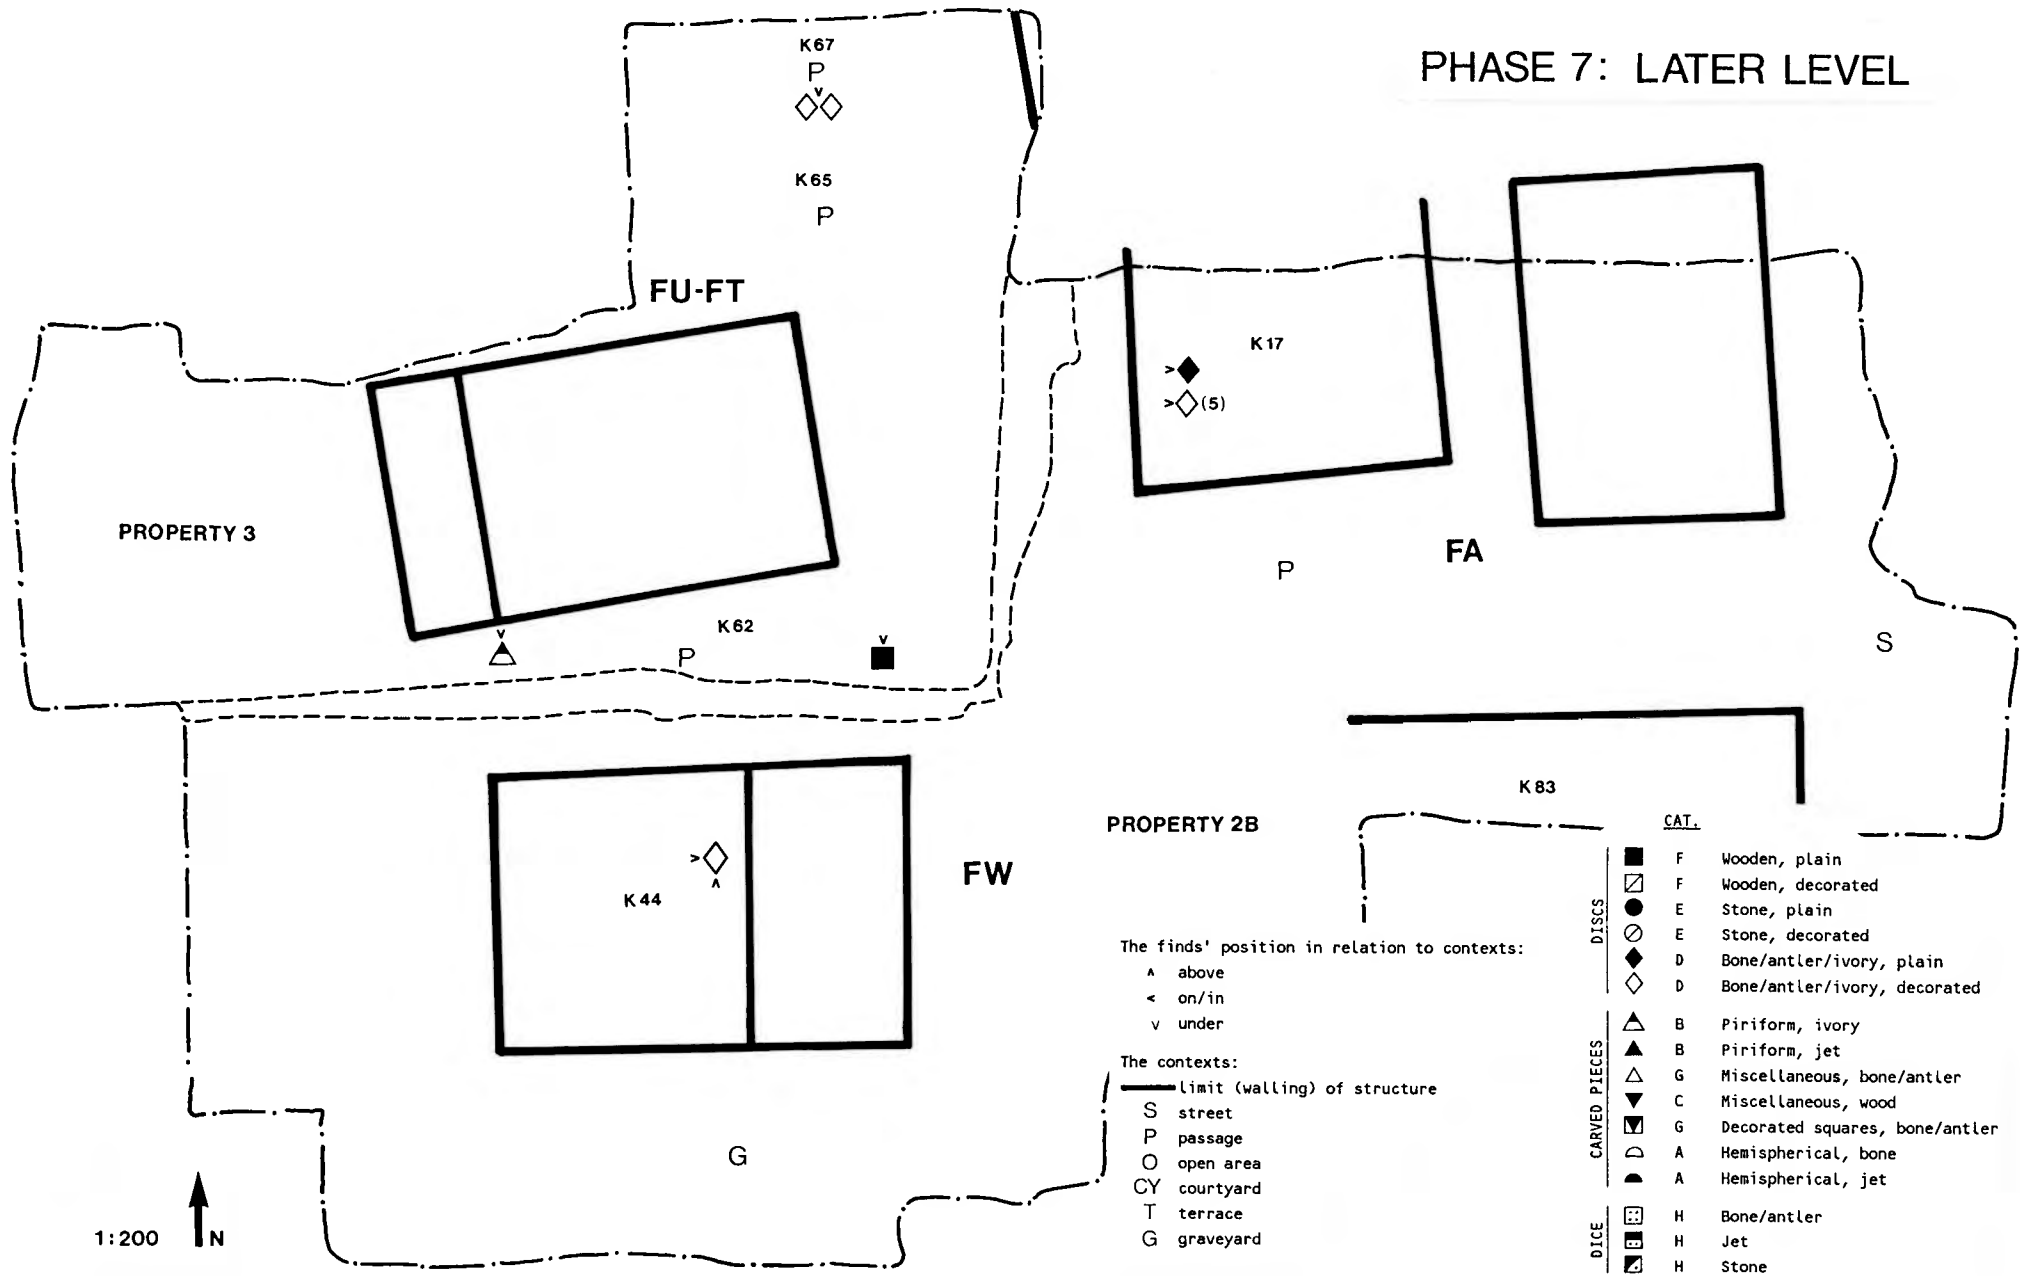 PHASE 7: LATER LEVEL
K67
P
K65
P
FU-FT
K17
>
> (5)
PROPERTY 3
FA
P
K62
P
S
K83
PROPERTY 2B
FW
K44
G
1:200
N
The finds' position in relation to contexts:
^ above
< on/in
v under
The contexts:
limit (walling) of structure
S street
P passage
O open area
CY courtyard
T terrace
G graveyard
CAT.
DISCS
F Wooden, plain
F Wooden, decorated
E Stone, plain
E Stone, decorated
D Bone/antler/ivory, plain
D Bone/antler/ivory, decorated
CARVED PIECES
B Piriform, ivory
B Piriform, jet
G Miscellaneous, bone/antler
C Miscellaneous, wood
G Decorated squares, bone/antler
A Hemispherical, bone
A Hemispherical, jet
DICE
H Bone/antler
H Jet
H Stone